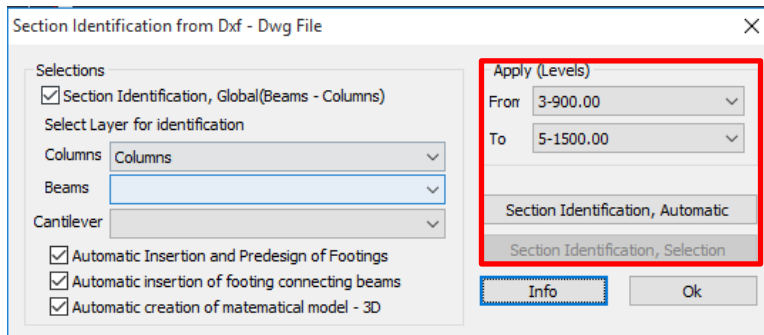 Section Identification from Dxf - Dwg File
Selections
Section Identification, Global(Beams - Columns)
Select Layer for identification
Columns Columns
Beams
Cantilever
Automatic Insertion and Predesign of Footings
Automatic insertion of footing connecting beams
Automatic creation of matematical model - 3D
Apply (Levels)
From 3-900.00
To 5-1500.00
Section Identification, Automatic
Section Identification, Selection
Info Ok